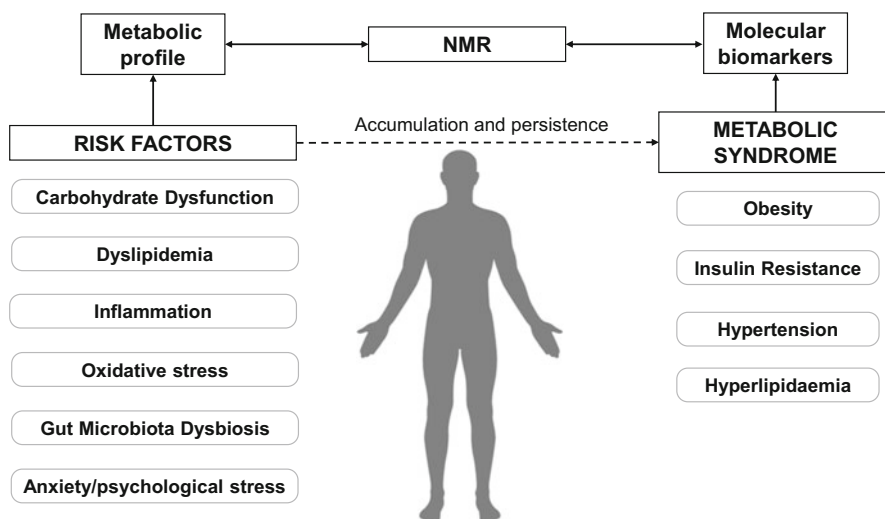 Metabolic
profile
NMR
Molecular
biomarkers
Accumulation and persistence
RISK FACTORS
METABOLIC
SYNDROME
Carbohydrate Dysfunction
Dyslipidemia
Inflammation
Oxidative stress
Gut Microbiota Dysbiosis
Anxiety/psychological stress
Obesity
Insulin Resistance
Hypertension
Hyperlipidaemia